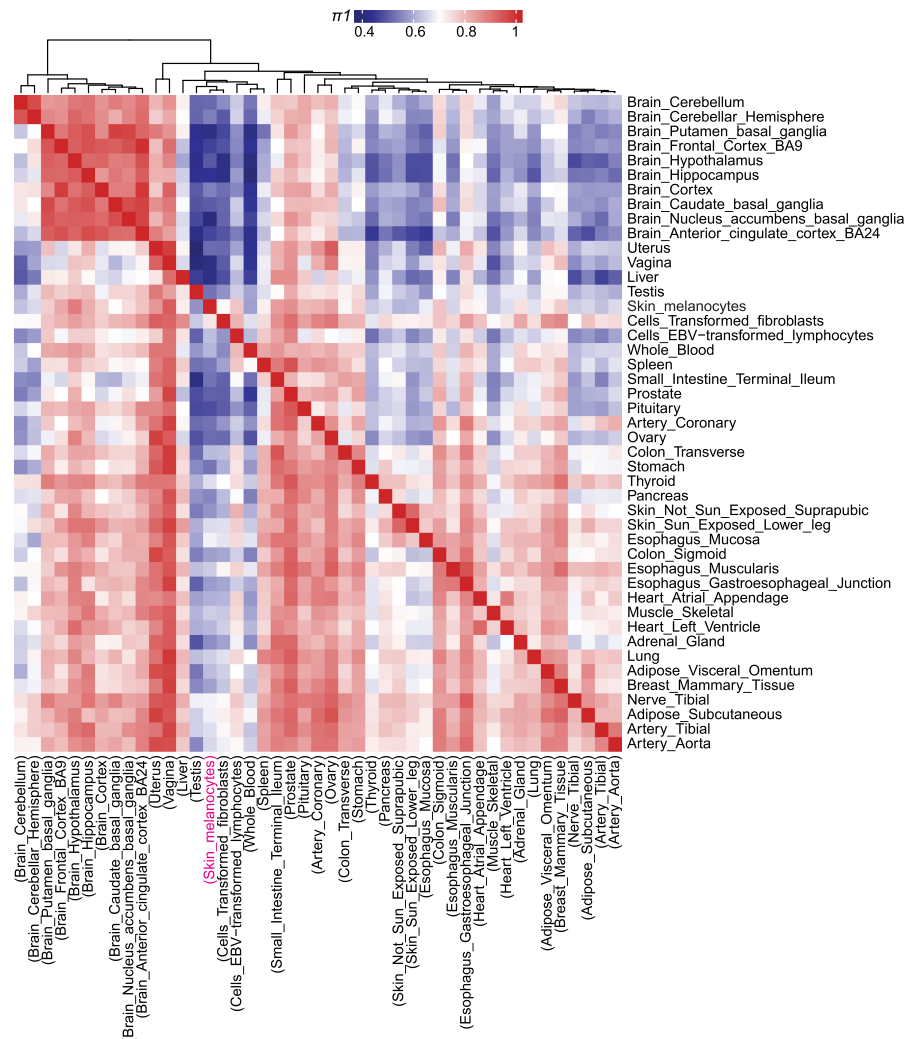 π1
0.4 0.6 0.8 1
Brain_Cerebellum
Brain_Cerebellar_Hemisphere
Brain_Putamen_basal_ganglia
Brain_Frontal_Cortex_BA9
Brain_Hypothalamus
Brain_Hippocampus
Brain_Cortex
Brain_Caudate_basal_ganglia
Brain_Nucleus_accumbens_basal_ganglia
Brain_Anterior_cingulate_cortex_BA24
Uterus
Vagina
Liver
Testis
Skin_melanocytes
Cells_Transformed_fibroblasts
Cells_EBV−transformed_lymphocytes
Whole_Blood
Spleen
Small_Intestine_Terminal_Ileum
Prostate
Pituitary
Artery_Coronary
Ovary
Colon_Transverse
Stomach
Thyroid
Pancreas
Skin_Not_Sun_Exposed_Suprapubic
Skin_Sun_Exposed_Lower_leg
Esophagus_Mucosa
Colon_Sigmoid
Esophagus_Muscularis
Esophagus_Gastroesophageal_Junction
Heart_Atrial_Appendage
Muscle_Skeletal
Heart_Left_Ventricle
Adrenal_Gland
Lung
Adipose_Visceral_Omentum
Breast_Mammary_Tissue
Nerve_Tibial
Adipose_Subcutaneous
Artery_Tibial
Artery_Aorta
(Brain_Cerebellum)
(Brain_Cerebellar_Hemisphere)
(Brain_Putamen_basal_ganglia)
(Brain_Frontal_Cortex_BA9)
(Brain_Hypothalamus)
(Brain_Hippocampus)
(Brain_Cortex)
(Brain_Caudate_basal_ganglia)
(Brain_Nucleus_accumbens_basal_ganglia)
(Brain_Anterior_cingulate_cortex_BA24)
(Uterus)
(Vagina)
(Liver)
(Testis)
(Skin_melanocytes)
(Cells_Transformed_fibroblasts)
(Cells_EBV−transformed_lymphocytes)
(Whole_Blood)
(Spleen)
(Small_Intestine_Terminal_Ileum)
(Prostate)
(Pituitary)
(Artery_Coronary)
(Ovary)
(Colon_Transverse)
(Stomach)
(Thyroid)
(Pancreas)
(Skin_Not_Sun_Exposed_Suprapubic)
(Skin_Sun_Exposed_Lower_leg)
(Esophagus_Mucosa)
(Colon_Sigmoid)
(Esophagus_Muscularis)
(Esophagus_Gastroesophageal_Junction)
(Heart_Atrial_Appendage)
(Muscle_Skeletal)
(Heart_Left_Ventricle)
(Adrenal_Gland)
(Lung)
(Adipose_Visceral_Omentum)
(Breast_Mammary_Tissue)
(Nerve_Tibial)
(Adipose_Subcutaneous)
(Artery_Tibial)
(Artery_Aorta)